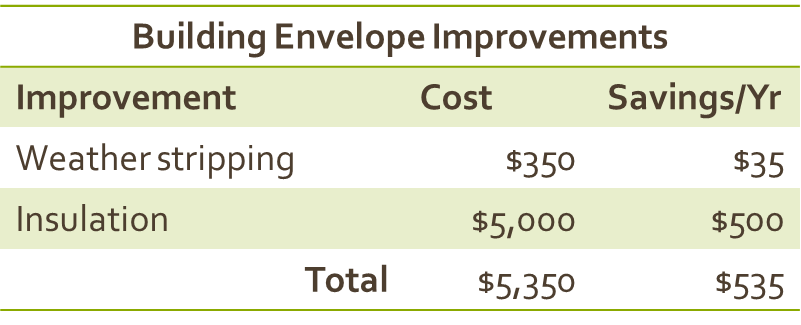 Building Envelope Improvements
Improvement Cost Savings/Yr
Weather stripping $350 $35
Insulation $5,000 $500
Total $5,350 $535